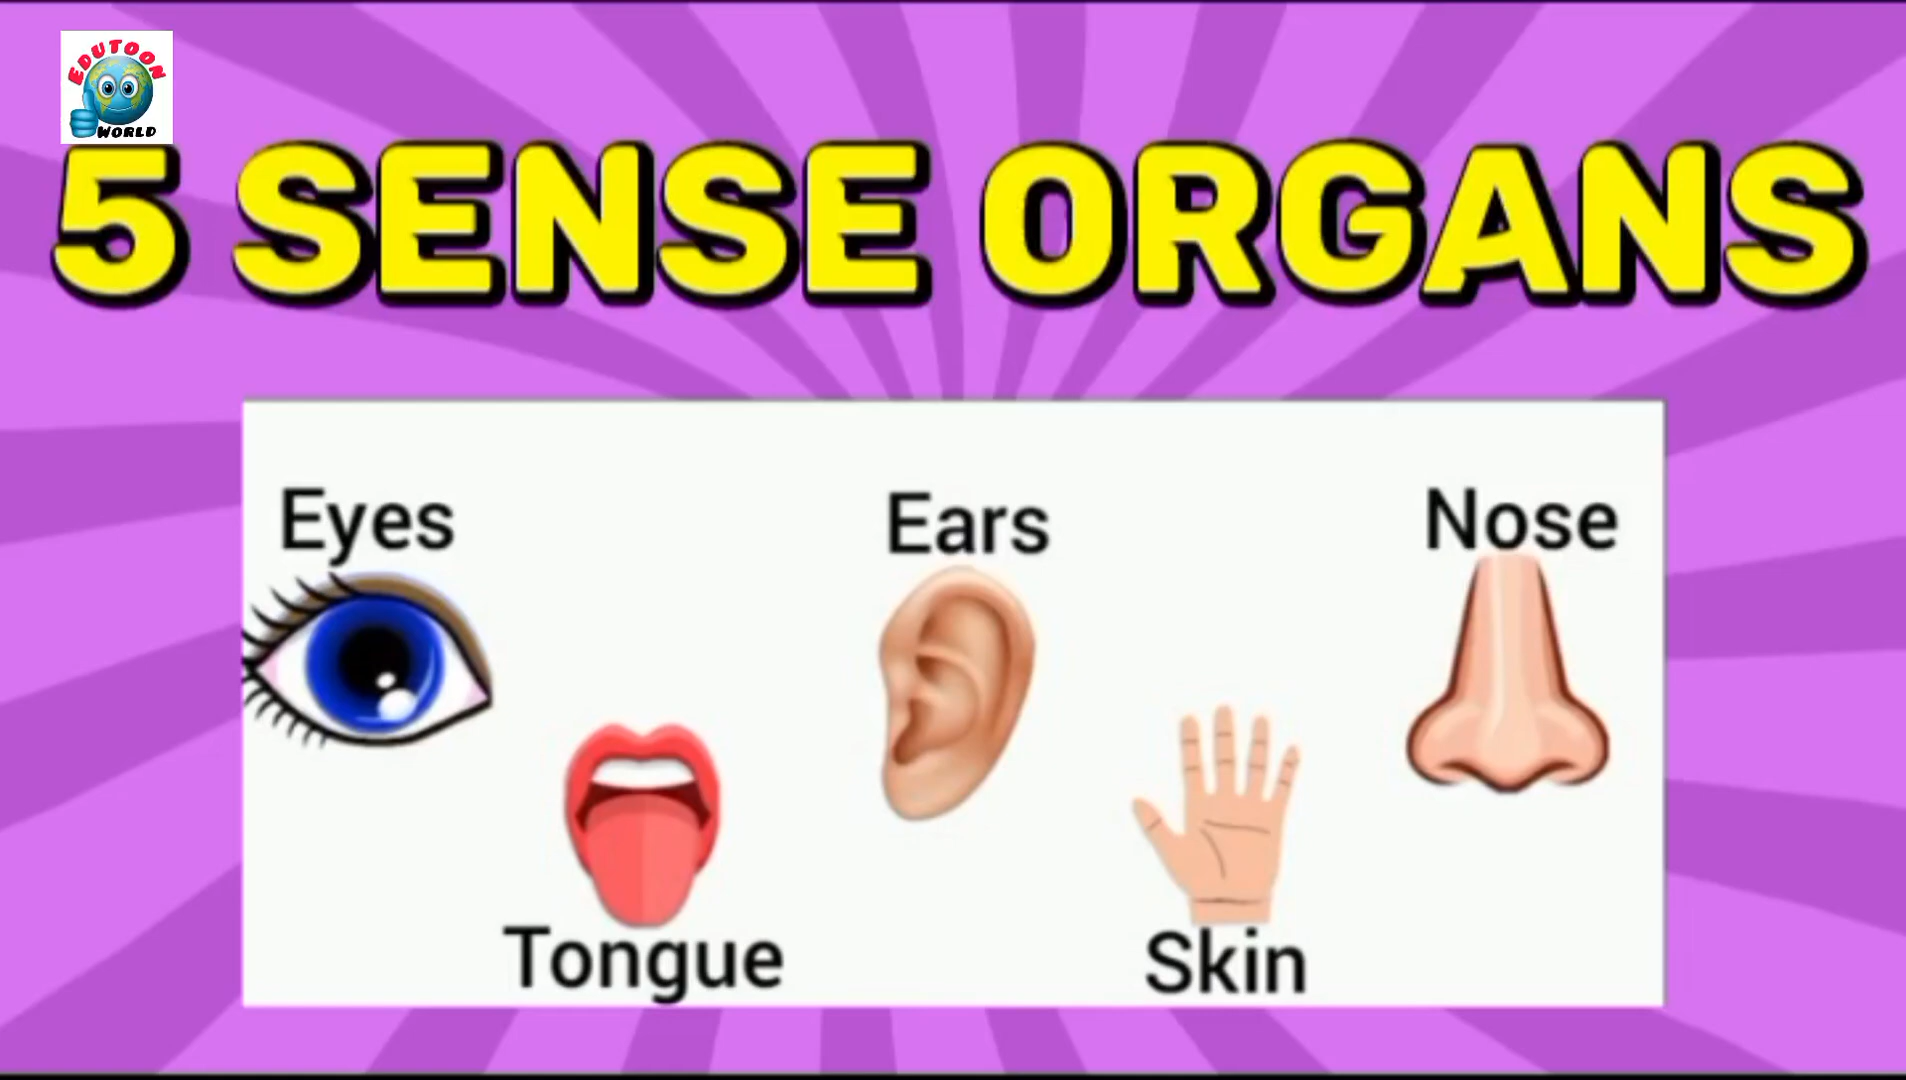 EDUTOON
WORLD
5 SENSE ORGANS
Eyes
Ears
Nose
Tongue
Skin